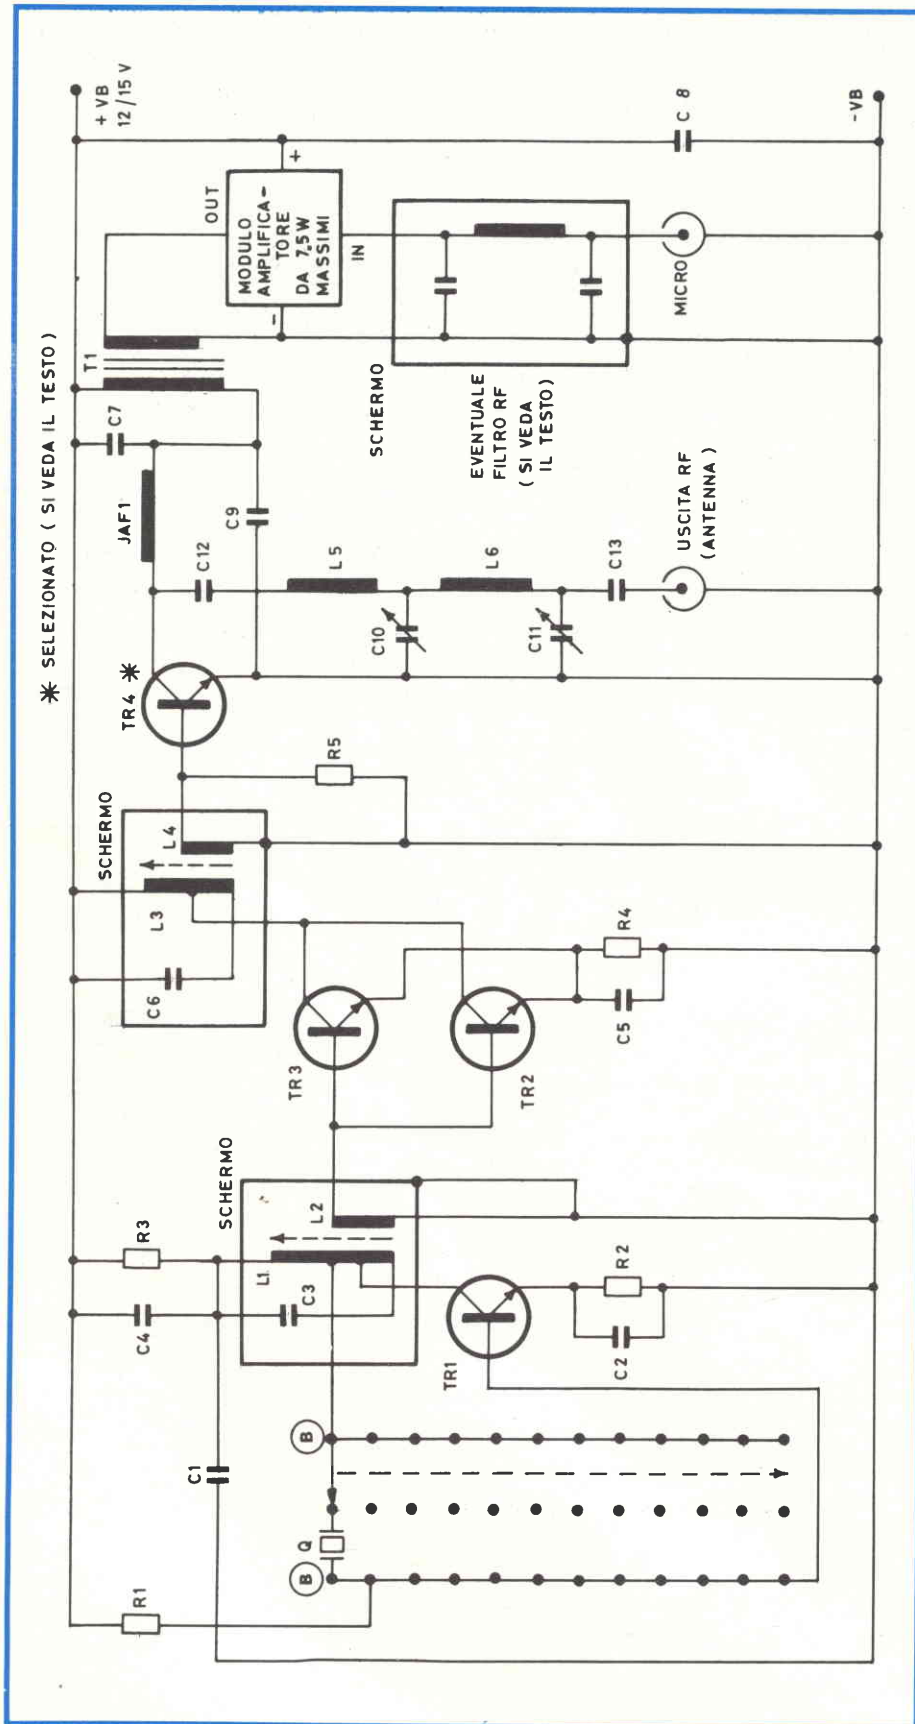 ✱ SELEZIONATO ( SI VEDA IL TESTO )
+ VB
12/15 V
R1
C1
B
B
Q
C4
R3
SCHERMO
L1
L2
C3
TR1
C2
R2
TR3
TR2
SCHERMO
L3
L4
C6
C5
R4
R5
TR4 ✱
JAF1
C7
T1
C9
C12
L5
C10
L6
C11
C13
USCITA RF
(ANTENNA)
OUT
MODULO
AMPLIFICA-
TORE
DA 7,5W
MASSIMI
+
-
IN
SCHERMO
EVENTUALE
FILTRO RF
( SI VEDA
IL TESTO)
MICRO
C 8
-VB